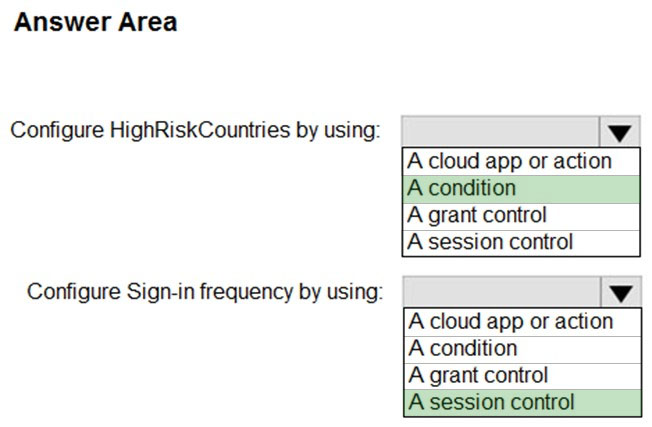 Answer Area
Configure HighRiskCountries by using:
A cloud app or action
A condition
A grant control
A session control
Configure Sign-in frequency by using:
A cloud app or action
A condition
A grant control
A session control